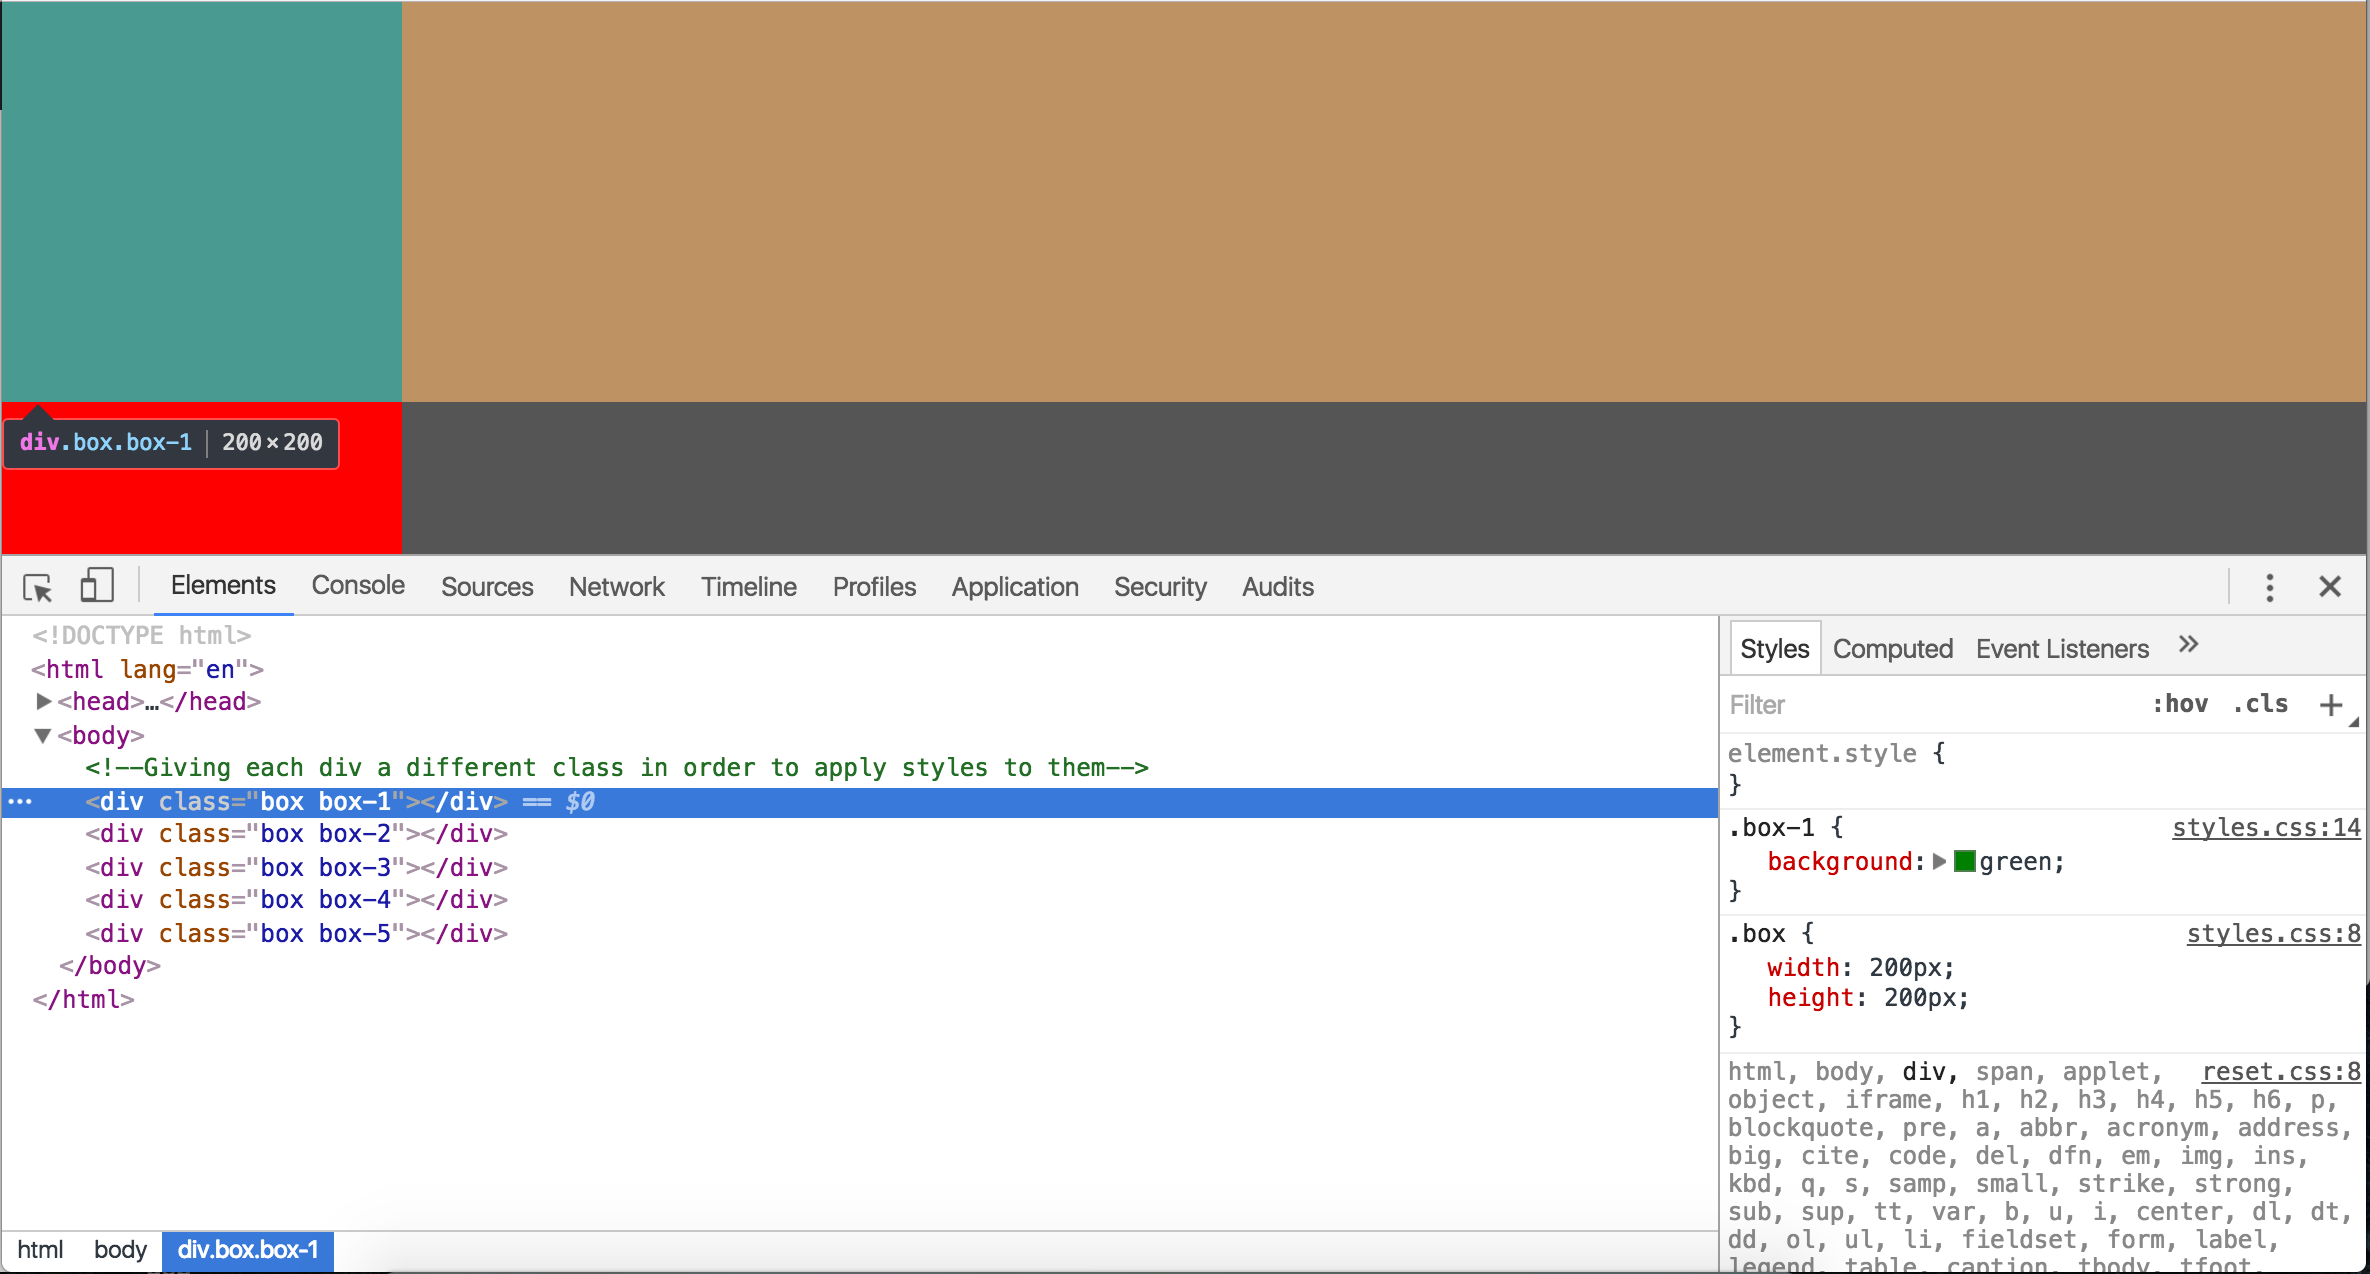 div.box.box-1 | 200×200
Elements Console Sources Network Timeline Profiles Application Security Audits
<!DOCTYPE html>
<html lang="en">
<head>…</head>
<body>
<!--Giving each div a different class in order to apply styles to them-->
<div class="box box-1"></div> == $0
<div class="box box-2"></div>
<div class="box box-3"></div>
<div class="box box-4"></div>
<div class="box box-5"></div>
</body>
</html>
html body div.box.box-1
Styles Computed Event Listeners »
Filter :hov .cls +
element.style {
}
.box-1 { styles.css:14
background: green;
}
.box { styles.css:8
width: 200px;
height: 200px;
}
html, body, div, span, applet, reset.css:8
object, iframe, h1, h2, h3, h4, h5, h6, p,
blockquote, pre, a, abbr, acronym, address,
big, cite, code, del, dfn, em, img, ins,
kbd, q, s, samp, small, strike, strong,
sub, sup, tt, var, b, u, i, center, dl, dt,
dd, ol, ul, li, fieldset, form, label,
legend, table, caption, tbody, tfoot,